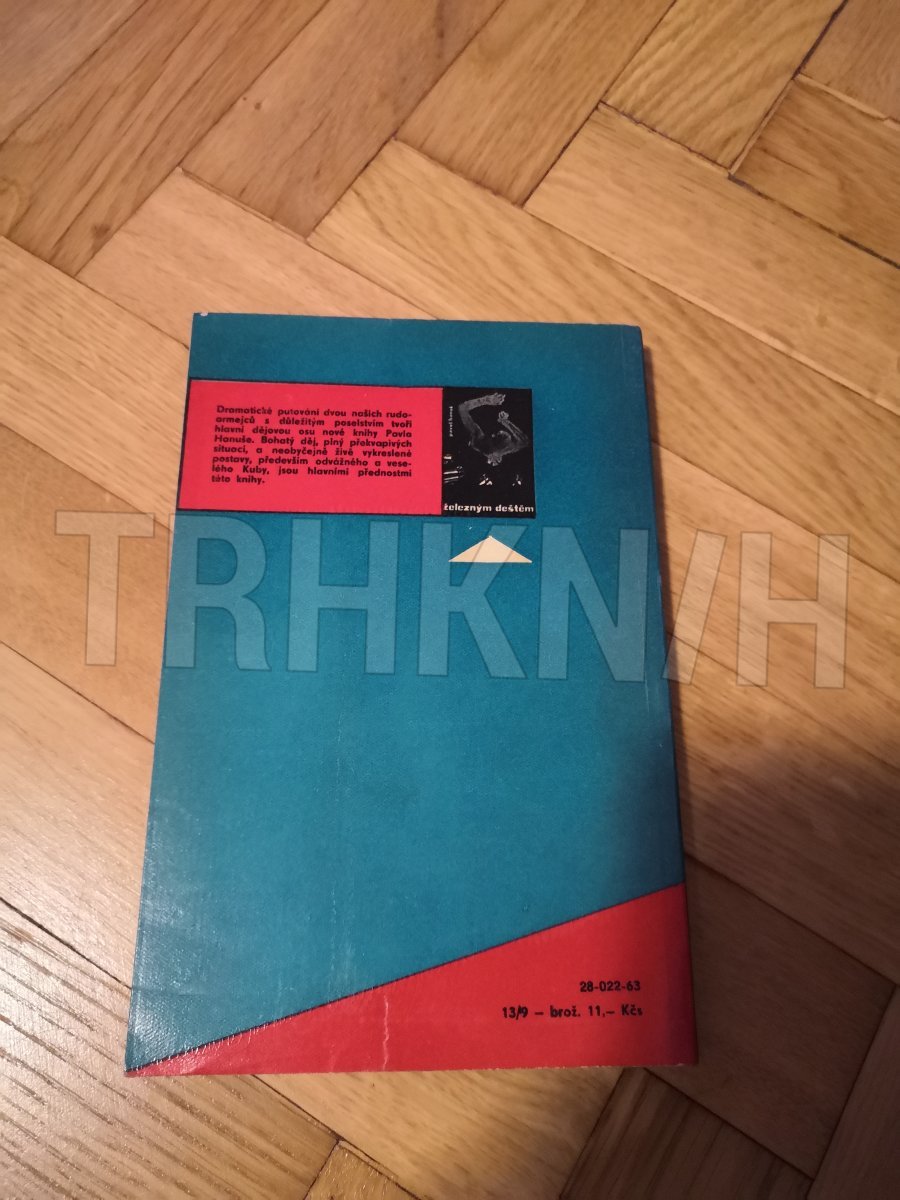 Dramatické putování dvou našich rudo-
armejců s důležitým poselstvím tvoří
hlavní dějovou osu nové knihy Pavla
Hanuše. Bohatý děj, plný překvapivých
situací, a neobyčejně živě vykreslené
postavy, především odvážného a vese-
lého Kuby, jsou hlavními přednostmi
této knihy.
pavel hanuš
železným deštěm
TRHKNIH
28-022-63
13/9 — brož. 11,— Kčs